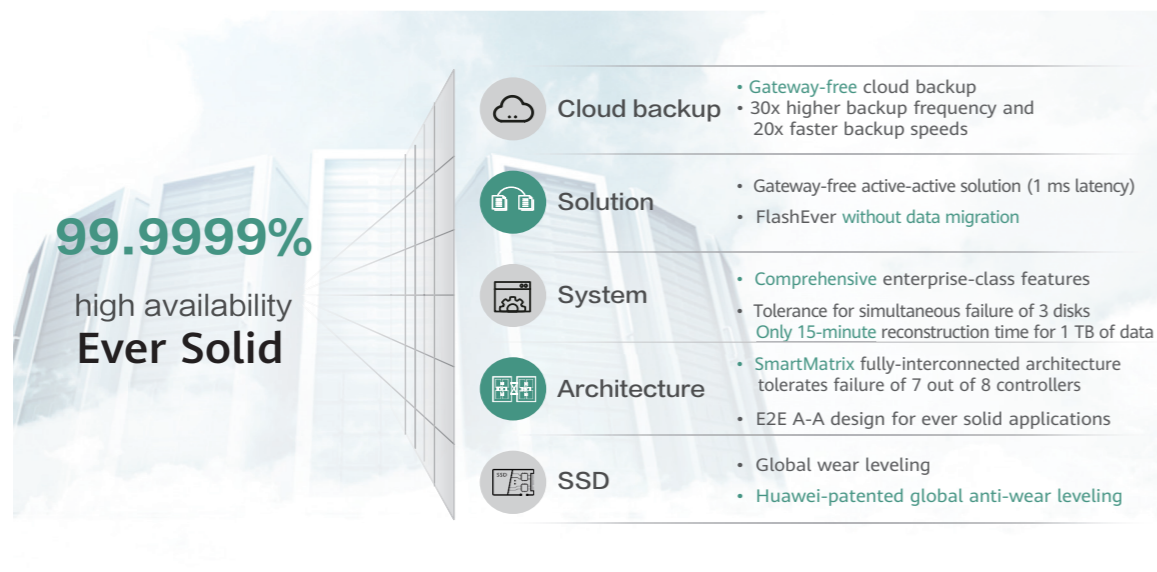 99.9999%
high availability
Ever Solid
Cloud backup
• Gateway-free cloud backup
• 30x higher backup frequency and
20x faster backup speeds
Solution
• Gateway-free active-active solution (1 ms latency)
• FlashEver without data migration
System
• Comprehensive enterprise-class features
• Tolerance for simultaneous failure of 3 disks
Only 15-minute reconstruction time for 1 TB of data
Architecture
• SmartMatrix fully-interconnected architecture
tolerates failure of 7 out of 8 controllers
• E2E A-A design for ever solid applications
SSD
SSD
• Global wear leveling
• Huawei-patented global anti-wear leveling